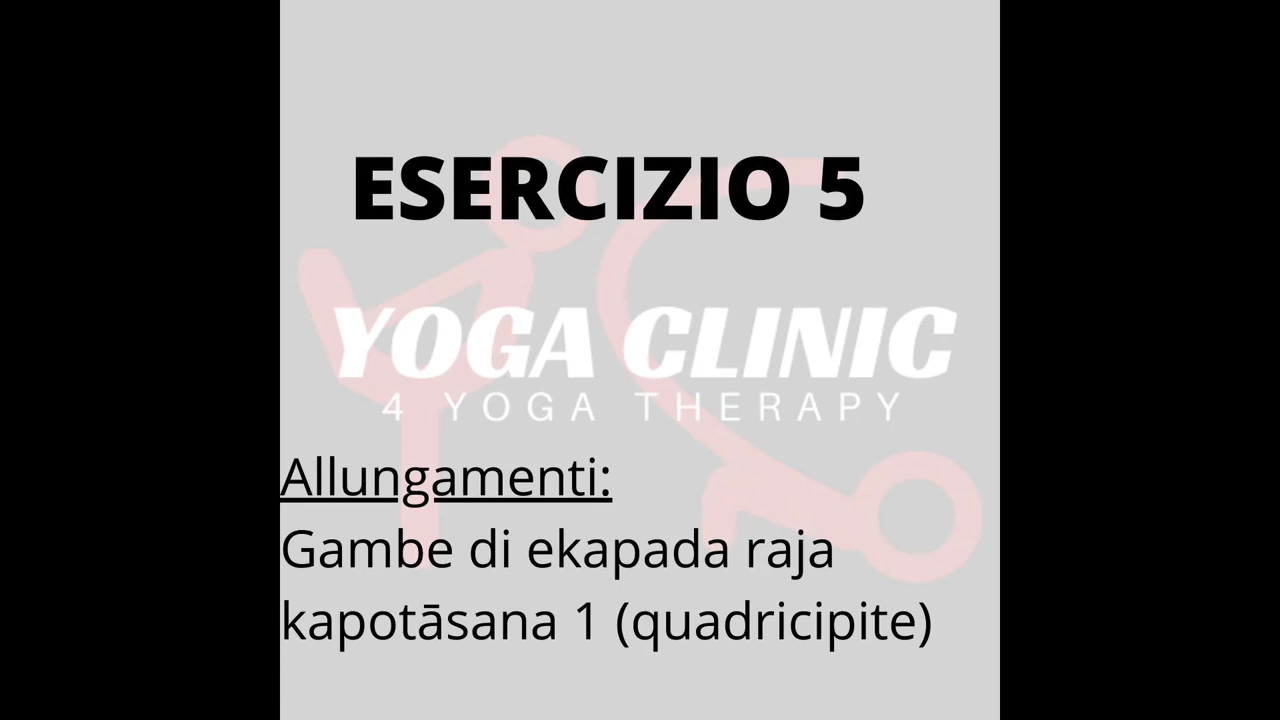 ESERCIZIO 5
YOGA CLINIC
4 YOGA THERAPY
Allungamenti:
Gambe di ekapada raja
kapotāsana 1 (quadricipite)